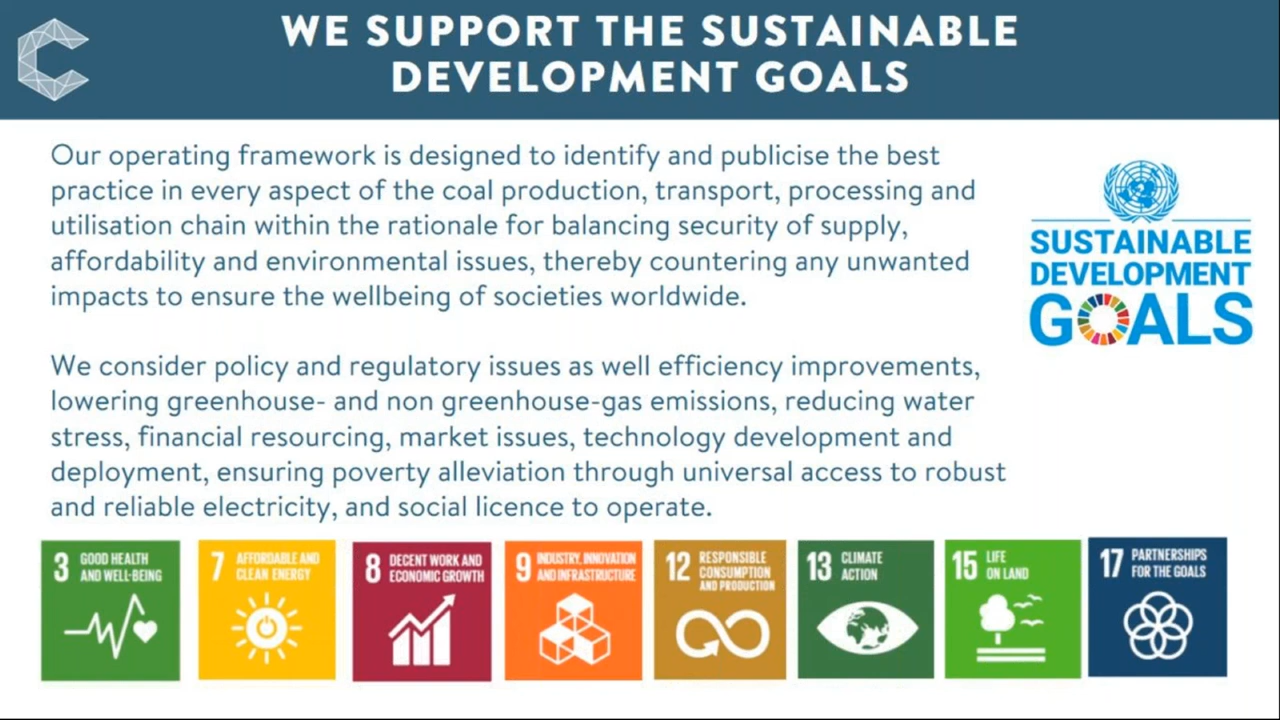 WE SUPPORT THE SUSTAINABLE
DEVELOPMENT GOALS
Our operating framework is designed to identify and publicise the best
practice in every aspect of the coal production, transport, processing and
utilisation chain within the rationale for balancing security of supply,
affordability and environmental issues, thereby countering any unwanted
impacts to ensure the wellbeing of societies worldwide.
We consider policy and regulatory issues as well efficiency improvements,
lowering greenhouse- and non greenhouse-gas emissions, reducing water
stress, financial resourcing, market issues, technology development and
deployment, ensuring poverty alleviation through universal access to robust
and reliable electricity, and social licence to operate.
SUSTAINABLE
DEVELOPMENT
GOALS
3 GOOD HEALTH
AND WELL-BEING
7 AFFORDABLE AND
CLEAN ENERGY
8 DECENT WORK AND
ECONOMIC GROWTH
9 INDUSTRY, INNOVATION
AND INFRASTRUCTURE
12 RESPONSIBLE
CONSUMPTION
AND PRODUCTION
13 CLIMATE
ACTION
15 LIFE
ON LAND
17 PARTNERSHIPS
FOR THE GOALS